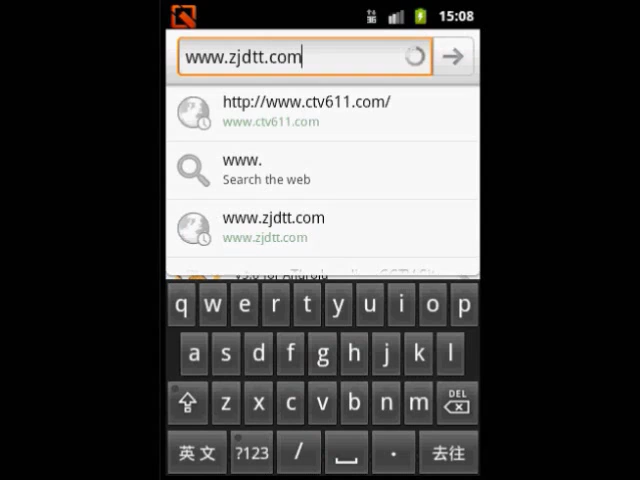 3G
15:08
www.zjdtt.com
http://www.ctv611.com/
www.ctv611.com
www.
Search the web
www.zjdtt.com
www.zjdtt.com
q w e r t y u i o p
a s d f g h j k l
z x c v b n m DEL
英文 ?123 / . 去往